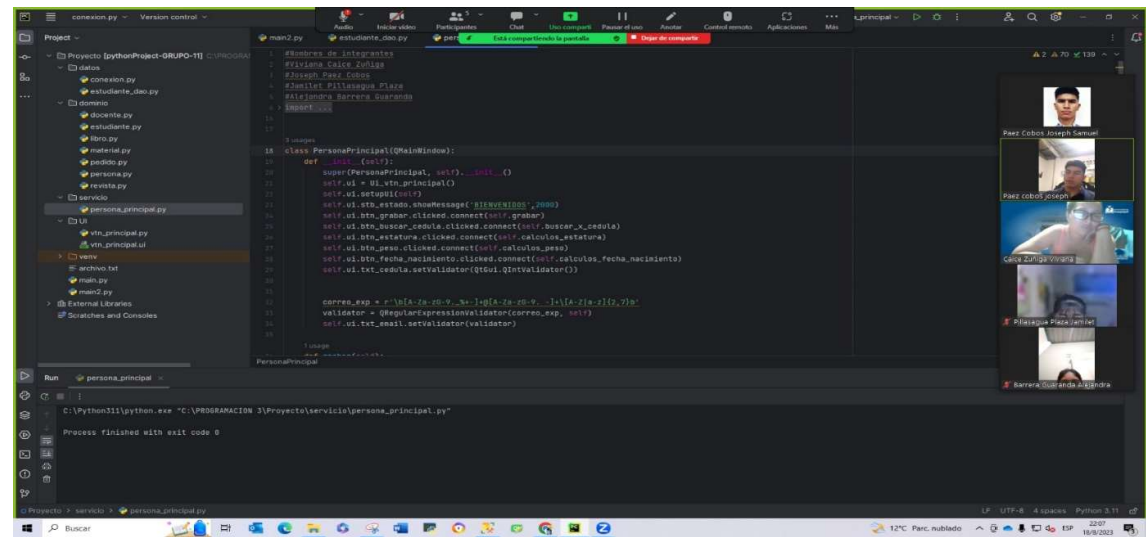 conexion.py
Version control
Audio
Iniciar video
Participantes
5
Chat
Uso comparti
Pausar el uso
Anotar
Control remoto
Aplicaciones
Más
_principal
Está compartiendo la pantalla
Dejar de compartir
Project
main2.py
estudiante_dao.py
Proyecto [pythonProject-GRUPO-11]
datos
conexion.py
estudiante_dao.py
dominio
docente.py
estudiante.py
libro.py
material.py
pedido.py
persona.py
revista.py
servicio
persona_principal.py
UI
vtn_principal.py
vtn_principal.ui
venv
archivo.txt
main.py
main2.py
External Libraries
Scratches and Consoles
#Nombres de integrantes
#Viviana Caice Zuñiga
#Joseph Paez Cobos
#Jamilet Pillasagua Plaza
#Alejandra Barrera Guaranda
import ...
3 usages
18 class PersonaPrincipal(QMainWindow):
def __init__(self):
super(PersonaPrincipal, self).__init__()
self.ui = Ui_vtn_principal()
self.ui.setupUi(self)
self.ui.stb_estado.showMessage('BIENVENIDOS',2000)
self.ui.btn_grabar.clicked.connect(self.grabar)
self.ui.btn_buscar_cedula.clicked.connect(self.buscar_x_cedula)
self.ui.btn_estatura.clicked.connect(self.calculos_estatura)
self.ui.btn_peso.clicked.connect(self.calculos_peso)
self.ui.btn_fecha_nacimiento.clicked.connect(self.calculos_fecha_nacimiento)
self.ui.txt_cedula.setValidator(QtGui.QIntValidator())
validator = QRegularExpressionValidator(correo_exp, self)
self.ui.txt_email.setValidator(validator)
1 usage
PersonaPrincipal
2
70
139
Paez Cobos Joseph Samuel
Paez cobos joseph
Caice Zuñiga Viviana
Pillasagua Plaza Jamilet
Barrera Guaranda Alejandra
Run
persona_principal
C:\Python311\python.exe "C:\PROGRAMACION 3\Proyecto\servicio\persona_principal.py"
Process finished with exit code 0
Proyecto > servicio > persona_principal.py
LF
UTF-8
4 spaces
Python 3.11
Buscar
12°C Parc. nublado
ESP
22:07
18/8/2023